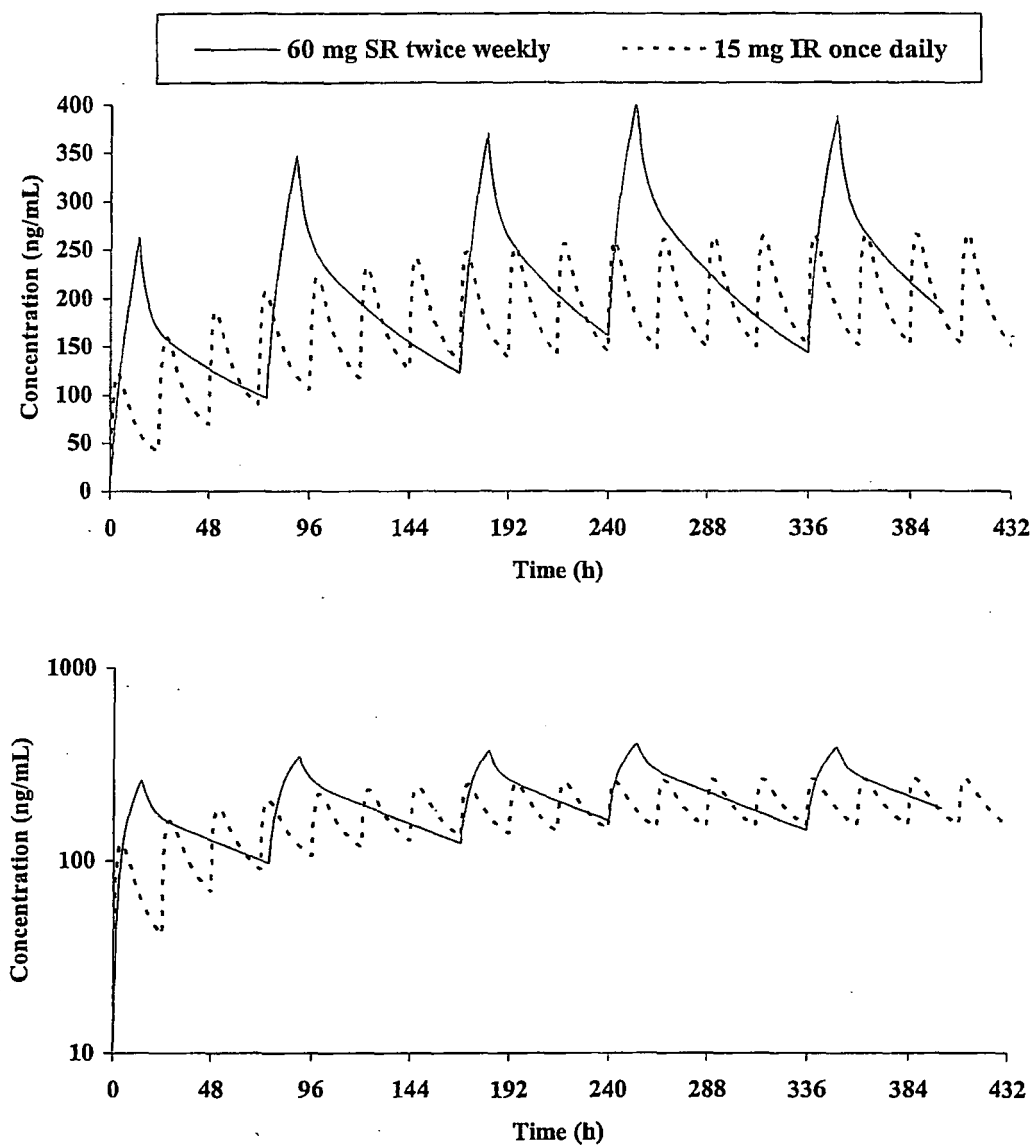 60 mg SR twice weekly 15 mg IR once daily
400
350
300
250
200
150
100
50
0
Concentration (ng/mL)
0 48 96 144 192 240 288 336 384 432
Time (h)
1000
100
10
Concentration (ng/mL)
0 48 96 144 192 240 288 336 384 432
Time (h)